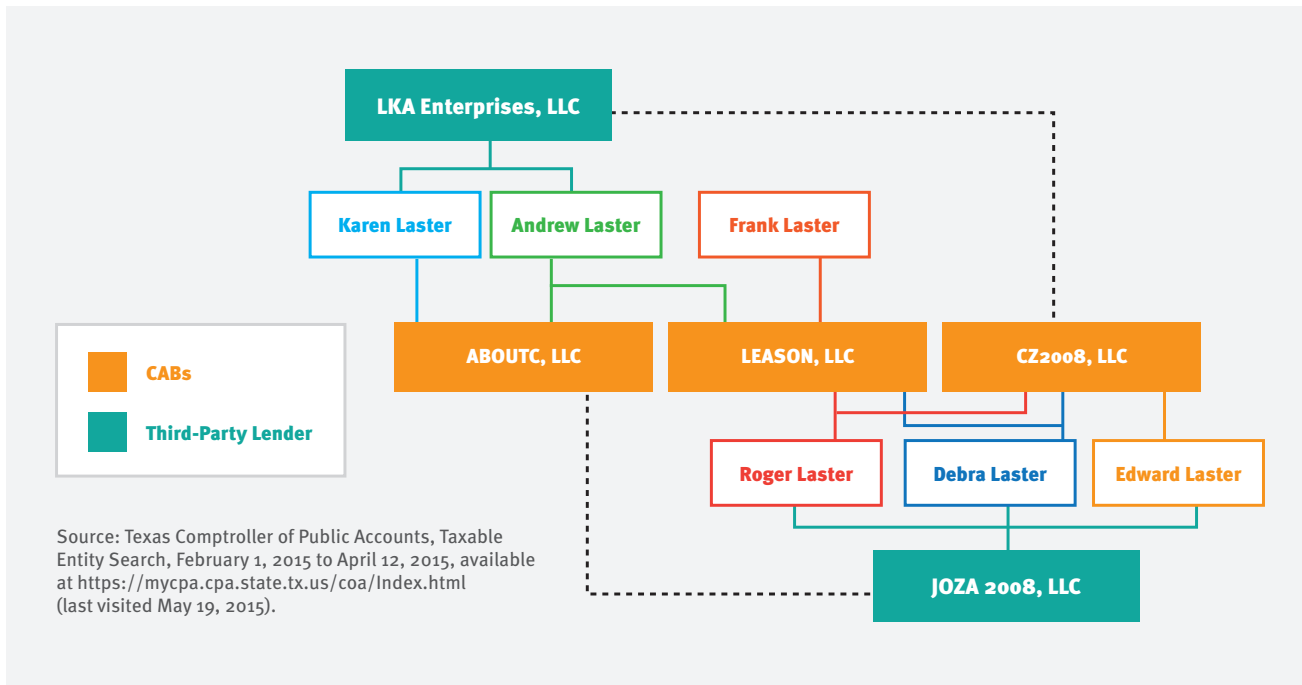 LKA Enterprises, LLC
Karen Laster
Andrew Laster
Frank Laster
ABOUTC, LLC
LEASON, LLC
CZ2008, LLC
CABs
Third-Party Lender
Roger Laster
Debra Laster
Edward Laster
JOZA 2008, LLC
Source: Texas Comptroller of Public Accounts, Taxable
Entity Search, February 1, 2015 to April 12, 2015, available
at https://mycpa.cpa.state.tx.us/coa/Index.html
(last visited May 19, 2015).